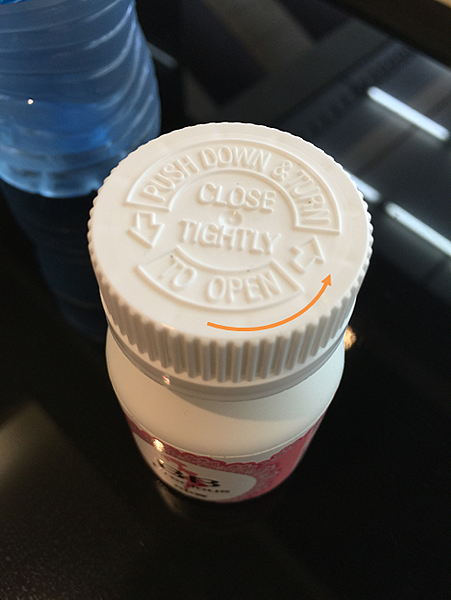 PUSH DOWN & TURN
CLOSE
TIGHTLY
TO OPEN